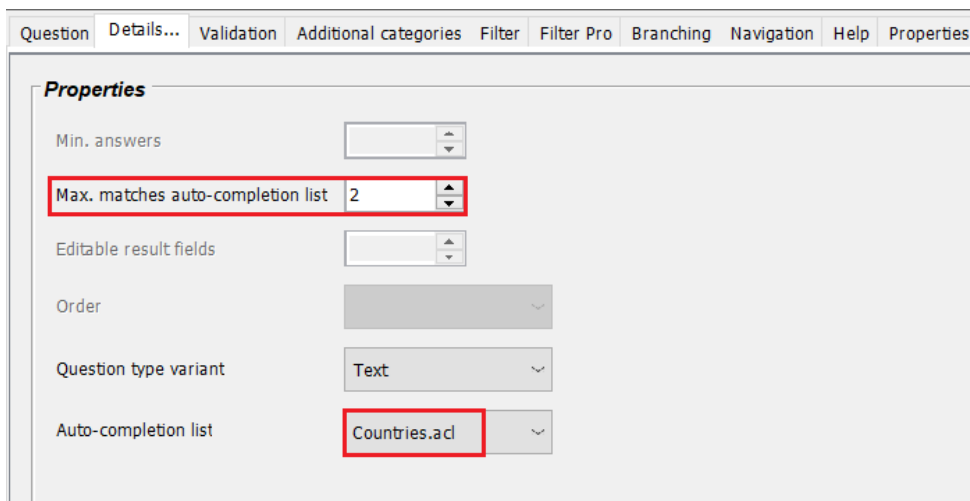 Question Details... Validation Additional categories Filter Filter Pro Branching Navigation Help Properties
Properties
Min. answers
Max. matches auto-completion list 2
Editable result fields
Order
Question type variant Text
Auto-completion list Countries.acl